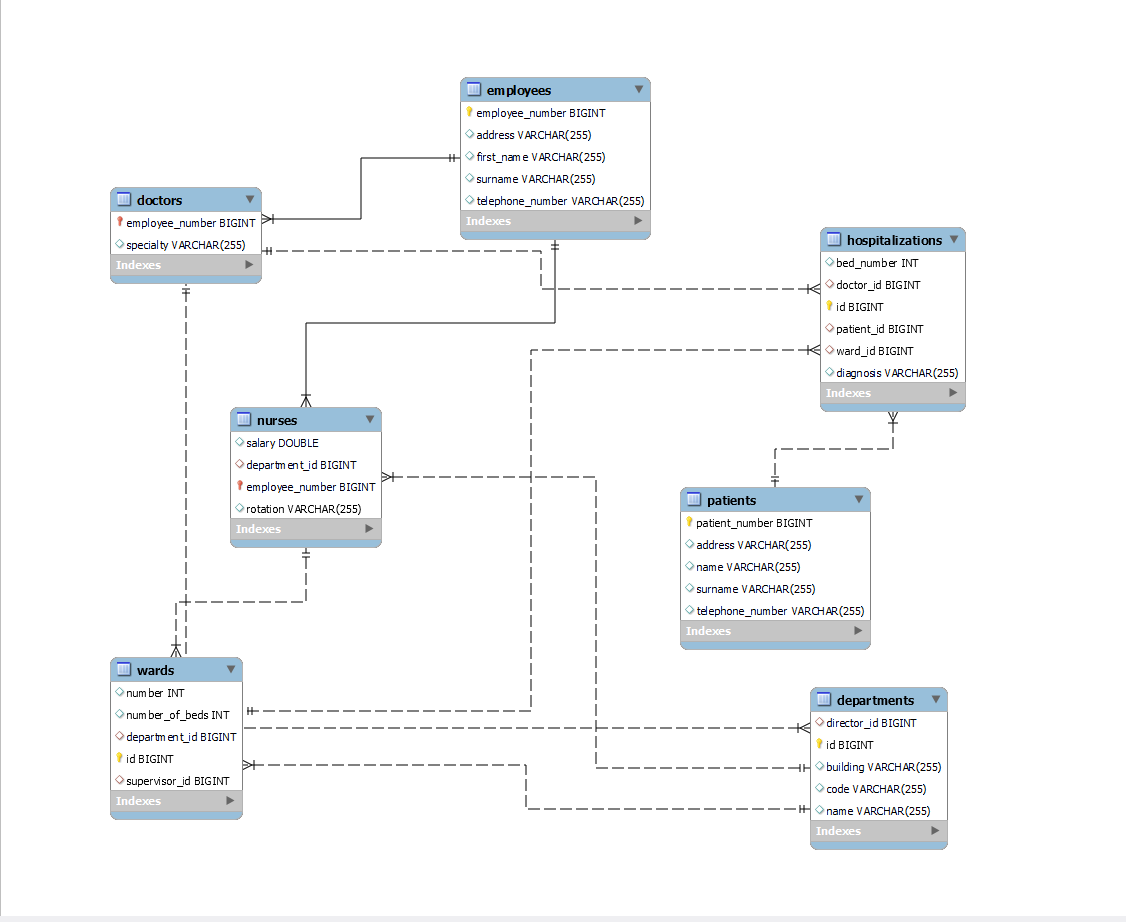 employees
employee_number BIGINT
address VARCHAR(255)
first_name VARCHAR(255)
surname VARCHAR(255)
telephone_number VARCHAR(255)
Indexes
doctors
employee_number BIGINT
specialty VARCHAR(255)
Indexes
hospitalizations
bed_number INT
doctor_id BIGINT
id BIGINT
patient_id BIGINT
ward_id BIGINT
diagnosis VARCHAR(255)
Indexes
nurses
salary DOUBLE
department_id BIGINT
employee_number BIGINT
rotation VARCHAR(255)
Indexes
patients
patient_number BIGINT
address VARCHAR(255)
name VARCHAR(255)
surname VARCHAR(255)
telephone_number VARCHAR(255)
Indexes
wards
number INT
number_of_beds INT
department_id BIGINT
id BIGINT
supervisor_id BIGINT
Indexes
departments
director_id BIGINT
id BIGINT
building VARCHAR(255)
code VARCHAR(255)
name VARCHAR(255)
Indexes